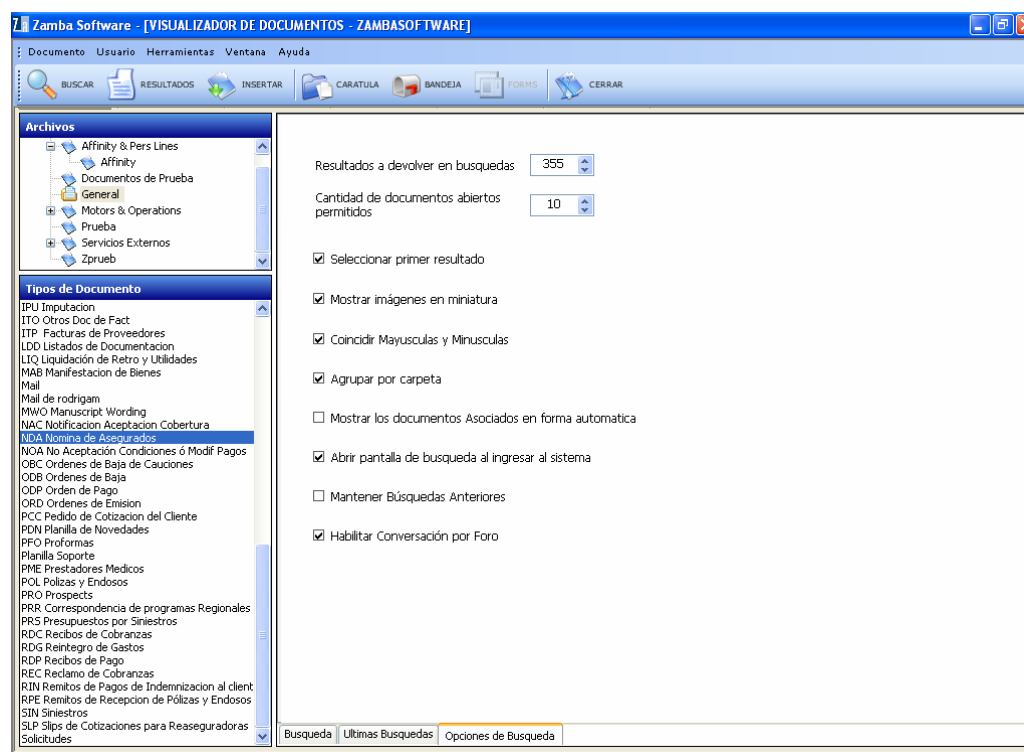 Zamba Software - [VISUALIZADOR DE DOCUMENTOS - ZAMBASOFTWARE]
Documento Usuario Herramientas Ventana Ayuda
BUSCAR RESULTADOS INSERTAR CARATULA BANDEJA FORMS CERRAR
Archivos
Affinity & Pers Lines
Affinity
Documentos de Prueba
General
Motors & Operations
Prueba
Servicios Externos
Zprueb
Tipos de Documento
IPU Imputacion
ITO Otros Doc de Fact
ITP Facturas de Proveedores
LDD Listados de Documentacion
LIQ Liquidación de Retro y Utilidades
MAB Manifestacion de Bienes
Mail
Mail de rodrigam
MWO Manuscript Wording
NAC Notificacion Aceptacion Cobertura
NDA Nomina de Asegurados
NOA No Aceptación Condiciones ó Modif Pagos
OBC Ordenes de Baja de Cauciones
ODB Ordenes de Baja
ODP Orden de Pago
ORD Ordenes de Emision
PCC Pedido de Cotizacion del Cliente
PDN Planilla de Novedades
PFO Proformas
Planilla Soporte
PME Prestadores Medicos
POL Polizas y Endosos
PRO Prospects
PRR Correspondencia de programas Regionales
PRS Presupuestos por Siniestros
RDC Recibos de Cobranzas
RDG Reintegro de Gastos
RDP Recibos de Pago
REC Reclamo de Cobranzas
RIN Remitos de Pagos de Indemnizacion al client
RPE Remitos de Recepcion de Pólizas y Endosos
SIN Siniestros
SLP Slips de Cotizaciones para Reaseguradoras
Solicitudes
Resultados a devolver en busquedas 355
Cantidad de documentos abiertos
permitidos 10
Seleccionar primer resultado
Mostrar imágenes en miniatura
Coincidir Mayusculas y Minusculas
Agrupar por carpeta
Mostrar los documentos Asociados en forma automatica
Abrir pantalla de busqueda al ingresar al sistema
Mantener Búsquedas Anteriores
Habilitar Conversación por Foro
Busqueda Ultimas Busquedas Opciones de Busqueda